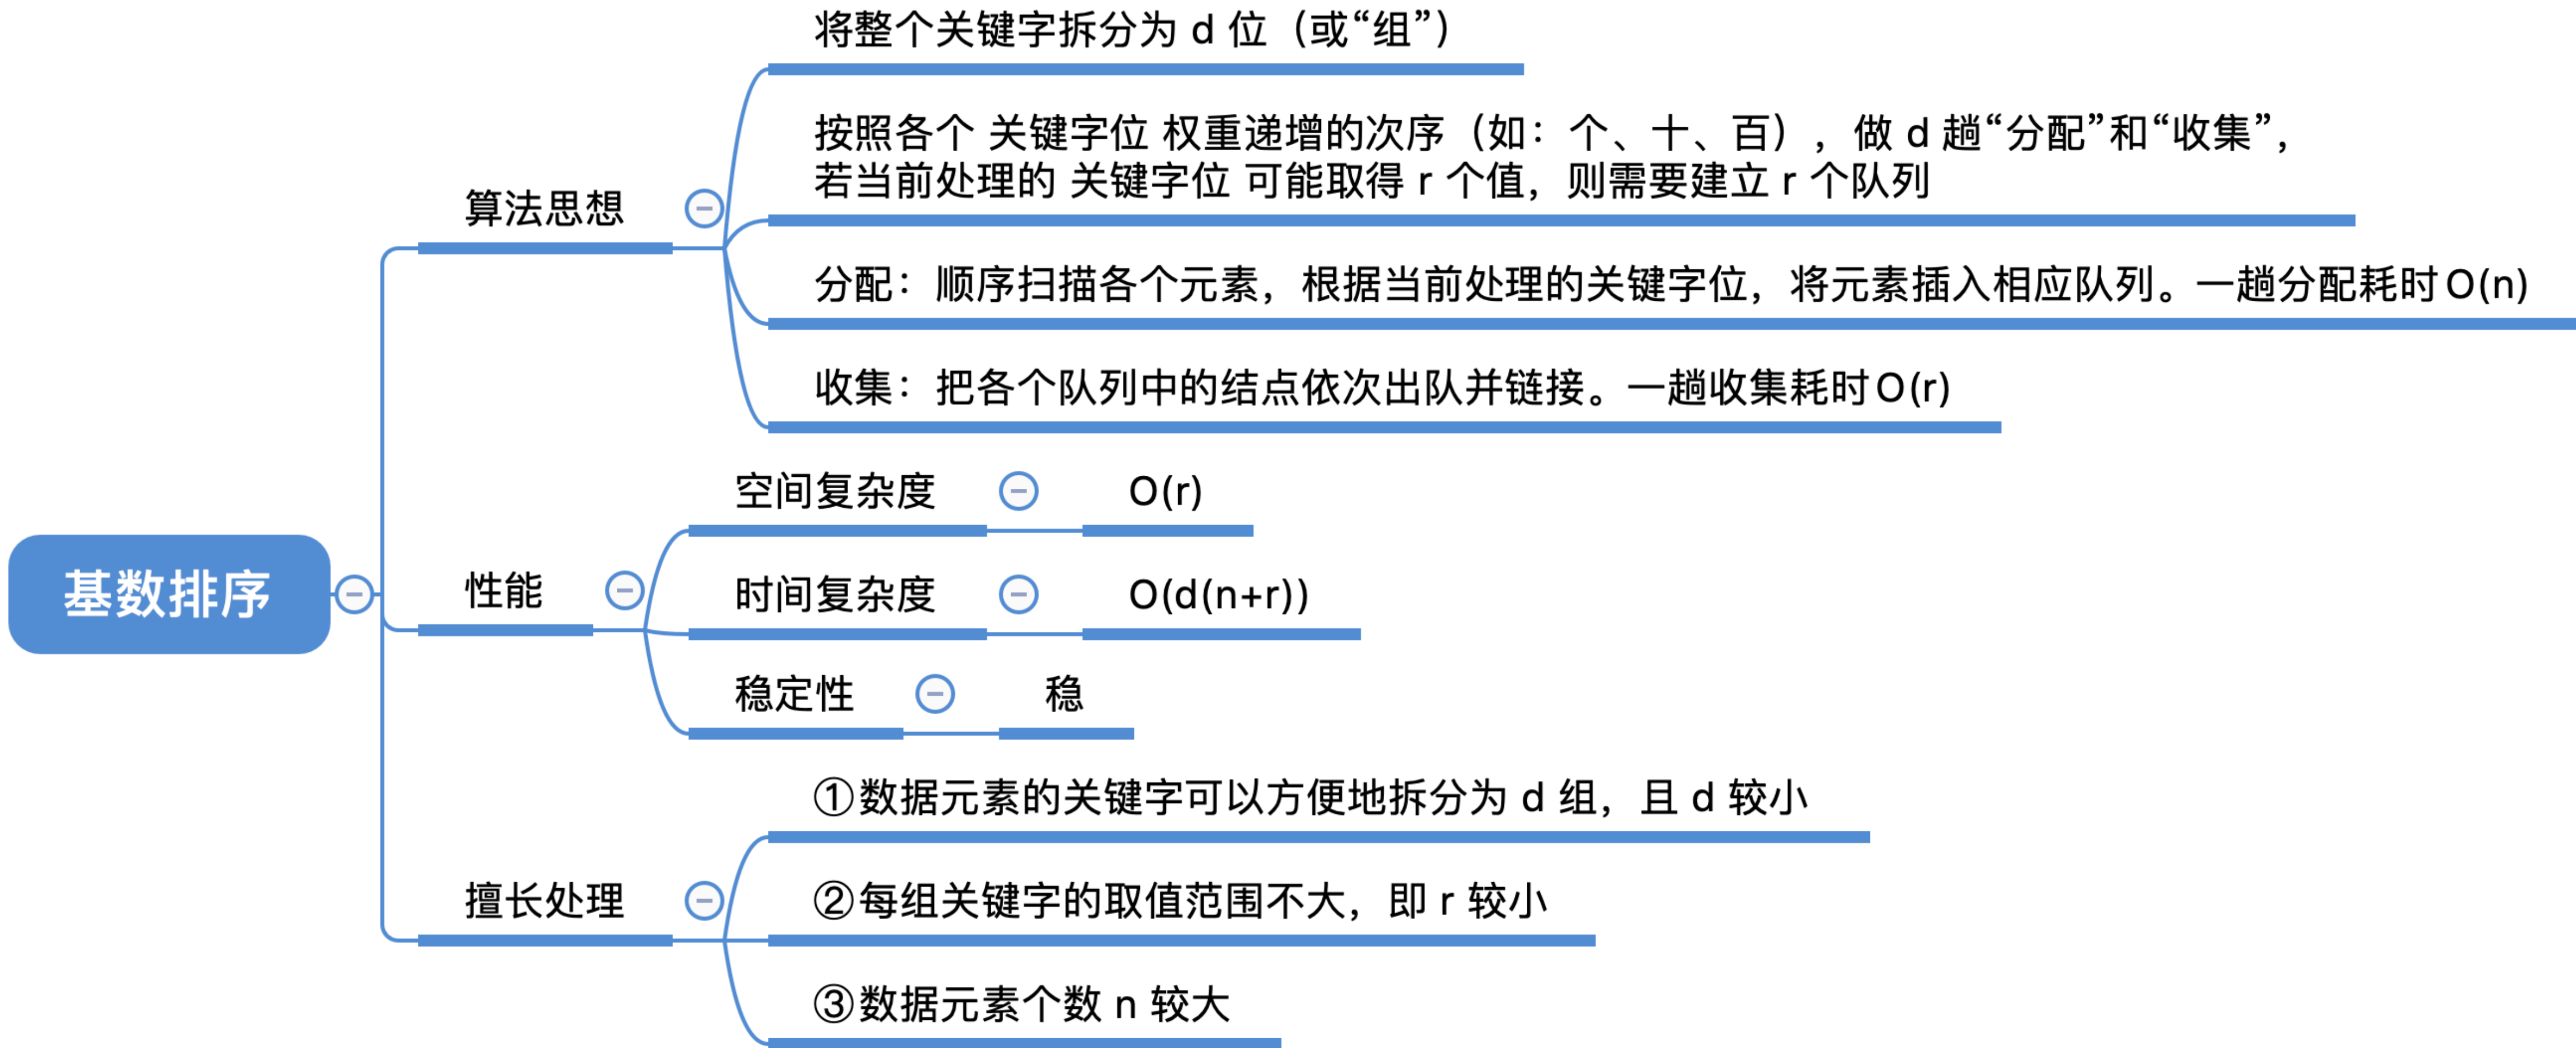 将整个关键字拆分为 d 位（或“组”）
按照各个 关键字位 权重递增的次序（如：个、十、百），做 d 趟“分配”和“收集”，
若当前处理的 关键字位 可能取得 r 个值，则需要建立 r 个队列
算法思想
分配：顺序扫描各个元素，根据当前处理的关键字位，将元素插入相应队列。一趟分配耗时O(n)
收集：把各个队列中的结点依次出队并链接。一趟收集耗时O(r)
基数排序
性能
空间复杂度
O(r)
时间复杂度
O(d(n+r))
稳定性
稳
擅长处理
①数据元素的关键字可以方便地拆分为 d 组，且 d 较小
②每组关键字的取值范围不大，即 r 较小
③数据元素个数 n 较大